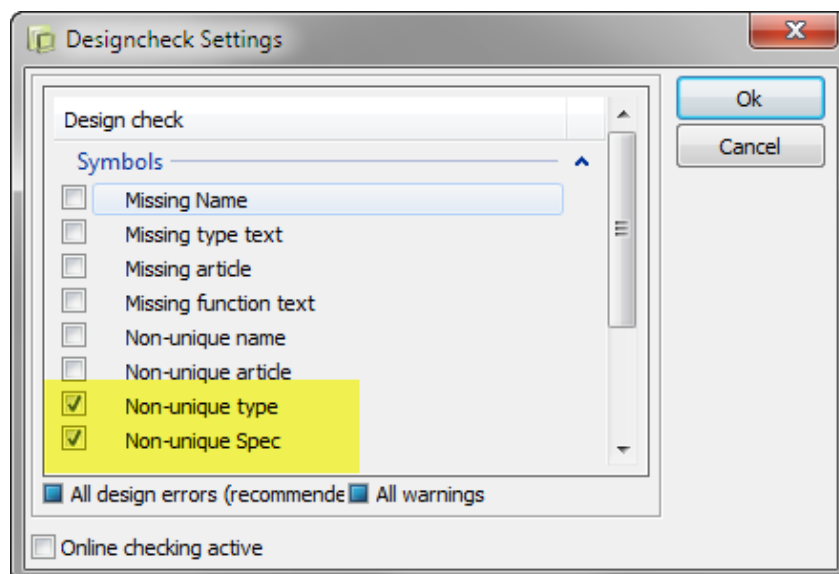 Designcheck Settings
Design check
Symbols
Missing Name
Missing type text
Missing article
Missing function text
Non-unique name
Non-unique article
Non-unique type
Non-unique Spec
All design errors (recommende
All warnings
Online checking active
Ok
Cancel